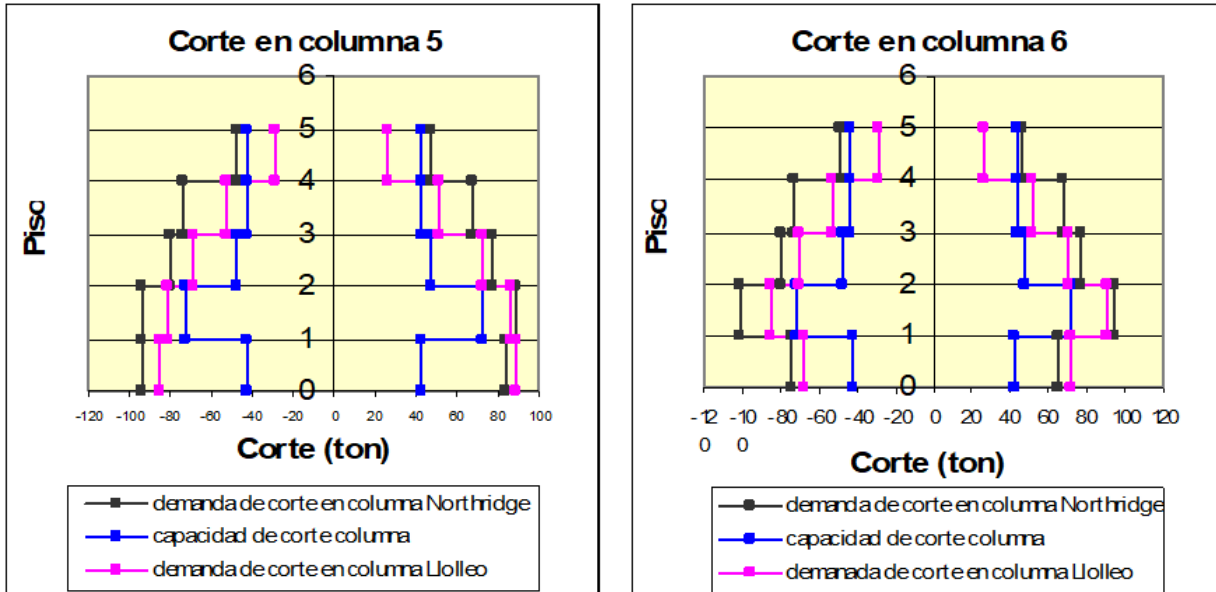 Corte en columna 5
6
5
4
3
2
1
0
-120 -100 -80 -60 -40 -20 0 20 40 60 80 100
Piso
Corte (ton)
demanda de corte en columna Northridge
capacidad de corte columna
demanda de corte en columna Llolleo
Corte en columna 6
6
5
4
3
2
1
0
-12 -10 -80 -60 -40 -20 0 20 40 60 80 100 120
0 0
Piso
Corte (ton)
demanda de corte en columna Northridge
capacidad de corte columna
demanada de corte en columna Llolleo